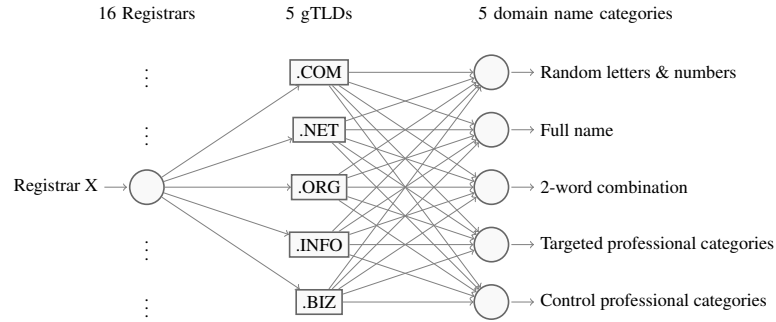 16 Registrars 5 gTLDs 5 domain name categories
.COM Random letters & numbers
.NET Full name
Registrar X .ORG 2-word combination
.INFO Targeted professional categories
.BIZ Control professional categories